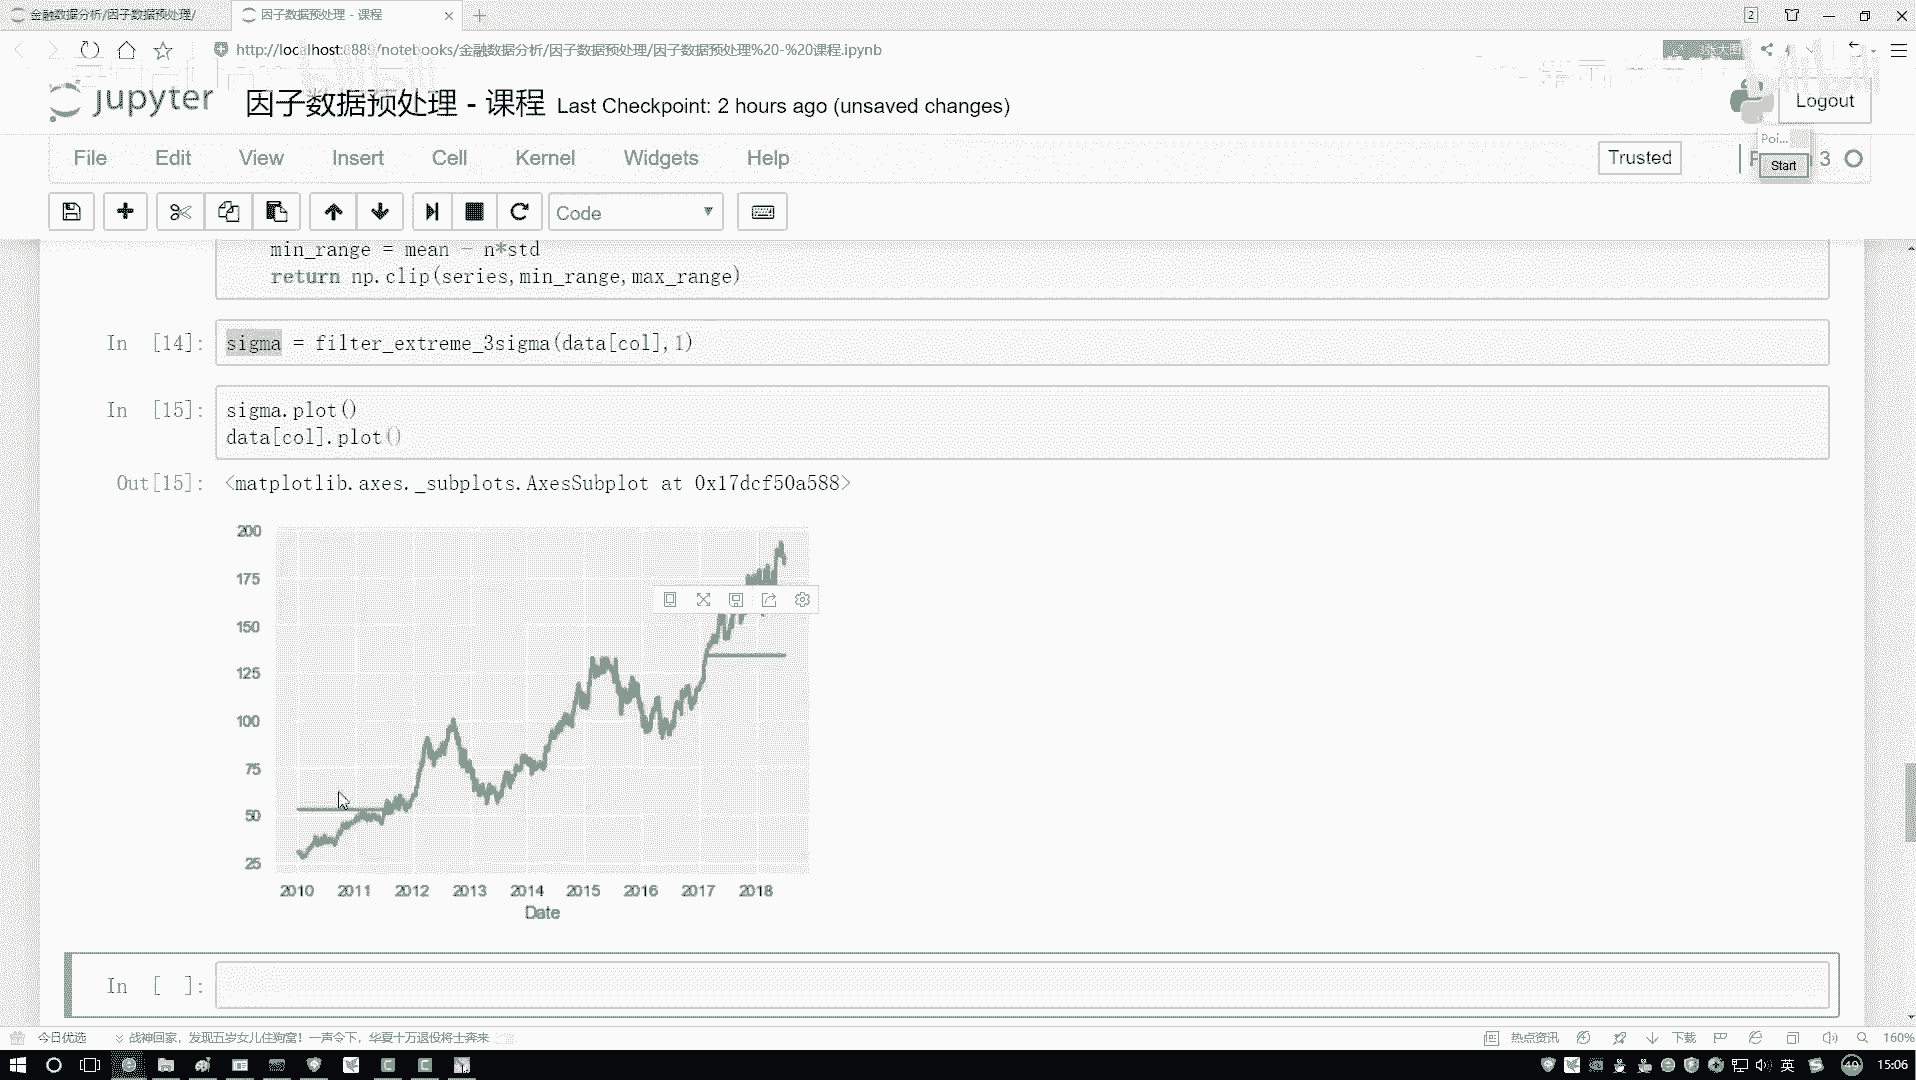 金融数据分析/因子数据预处理/
因子数据预处理 - 课程
2
http://localhost:8889/notebooks/金融数据分析/因子数据预处理/因子数据预处理%20-%20课程.ipynb
jupyter
因子数据预处理 - 课程 Last Checkpoint: 2 hours ago (unsaved changes)
Logout
File Edit View Insert Cell Kernel Widgets Help
Trusted
3
Poi...
Start
Code
min_range = mean - n*std
return np.clip(series,min_range,max_range)
In [14]: sigma = filter_extreme_3sigma(data[col],1)
In [15]: sigma.plot()
data[col].plot()
Out[15]: <matplotlib.axes._subplots.AxesSubplot at 0x17dcf50a588>
200
175
150
125
100
75
50
25
2010 2011 2012 2013 2014 2015 2016 2017 2018
Date
In [ ]:
今日优选
战神回家，发现五岁女儿住狗窝！一声令下，华夏十万退役将士奔来
热点资讯
下载
160%
英
49
15:06